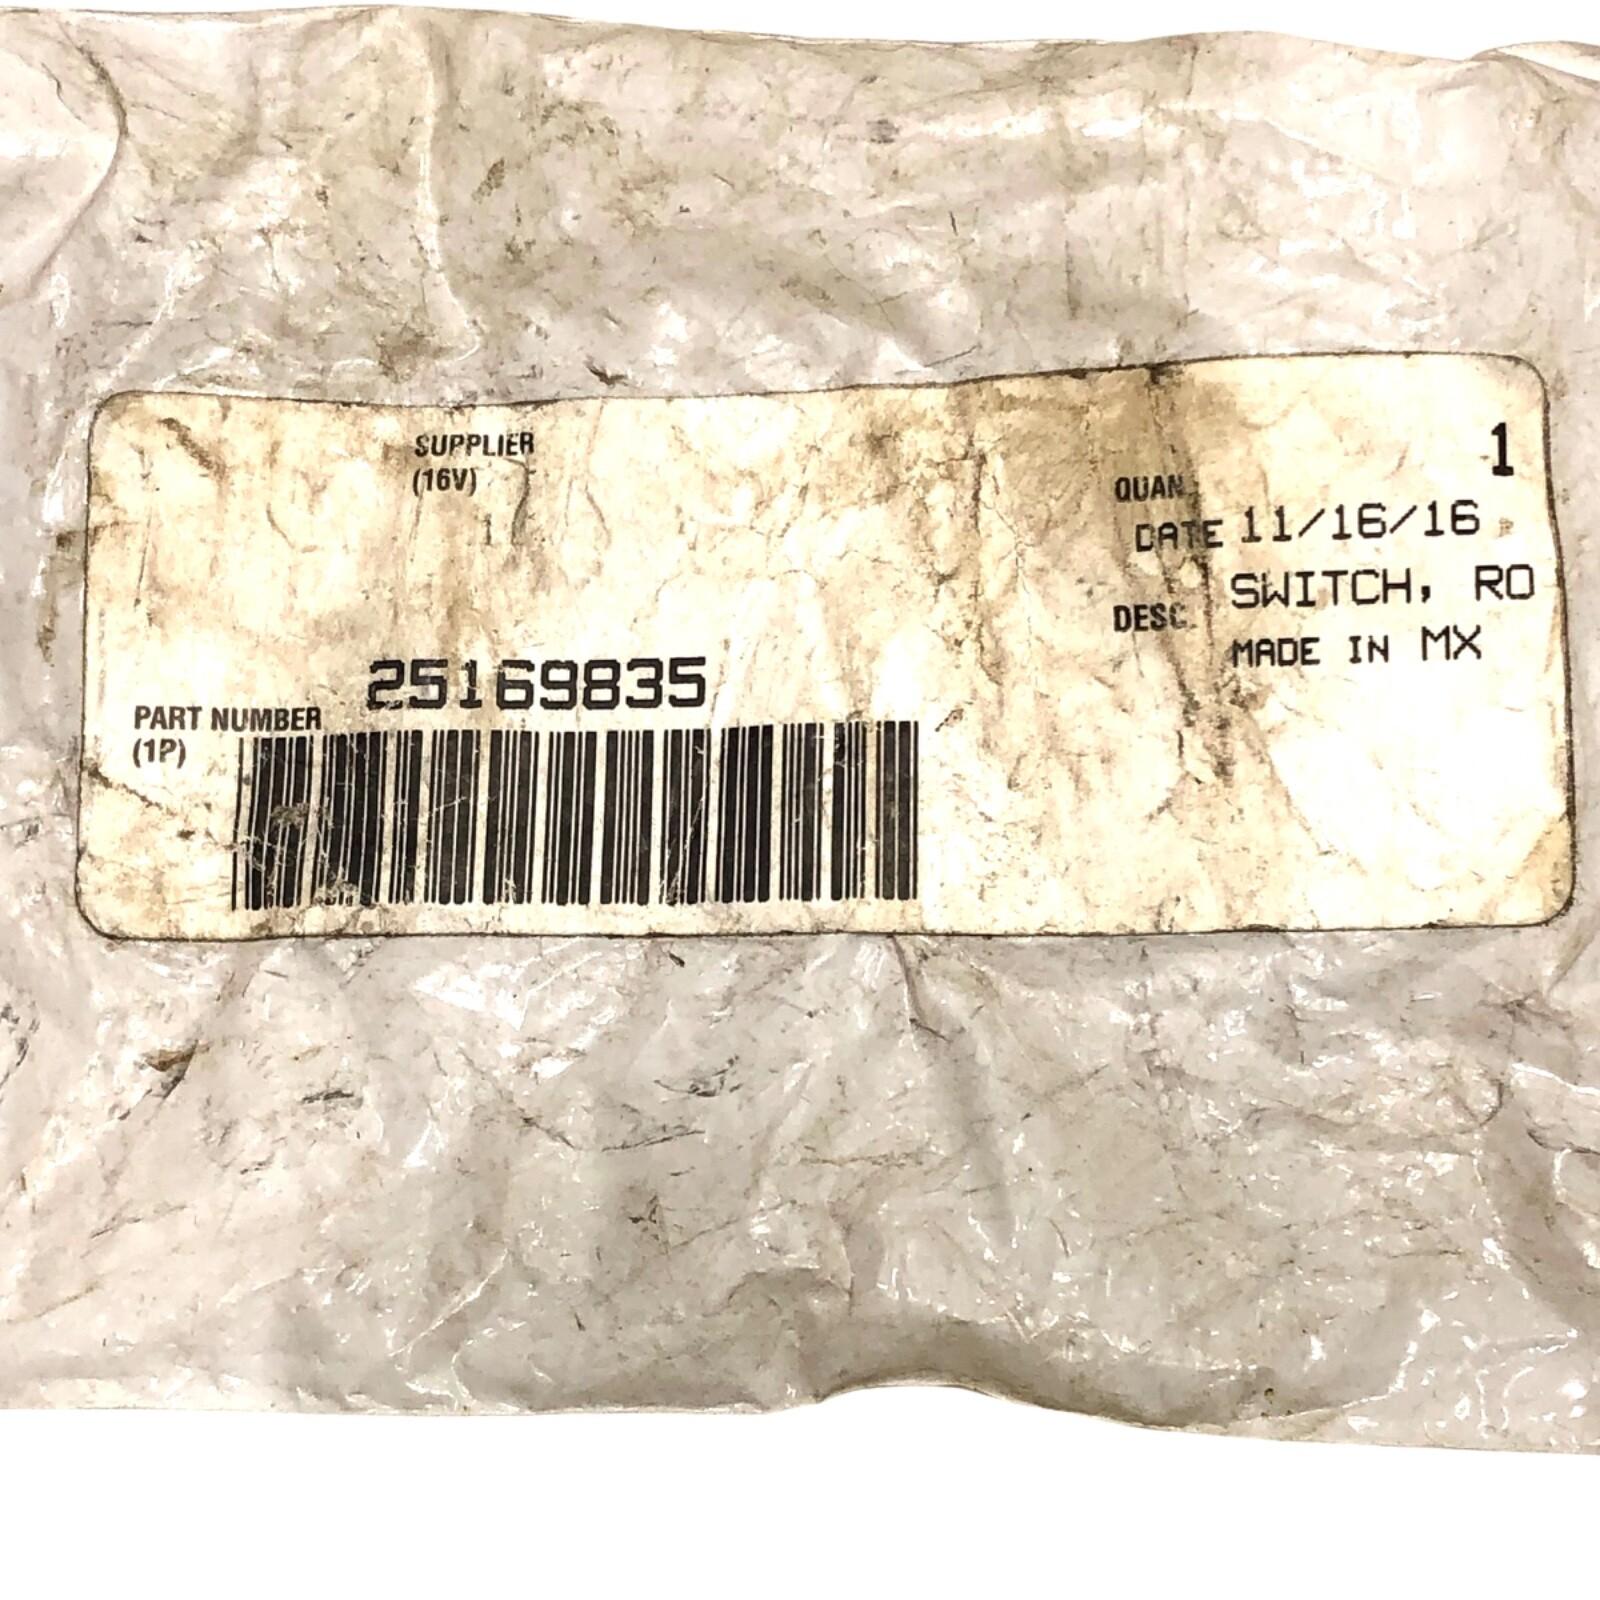 SUPPLIER
(16V)
1
QUAN.
DATE 11/16/16
DESC. SWITCH, RO
MADE IN MX
25169835
PART NUMBER
(1P)